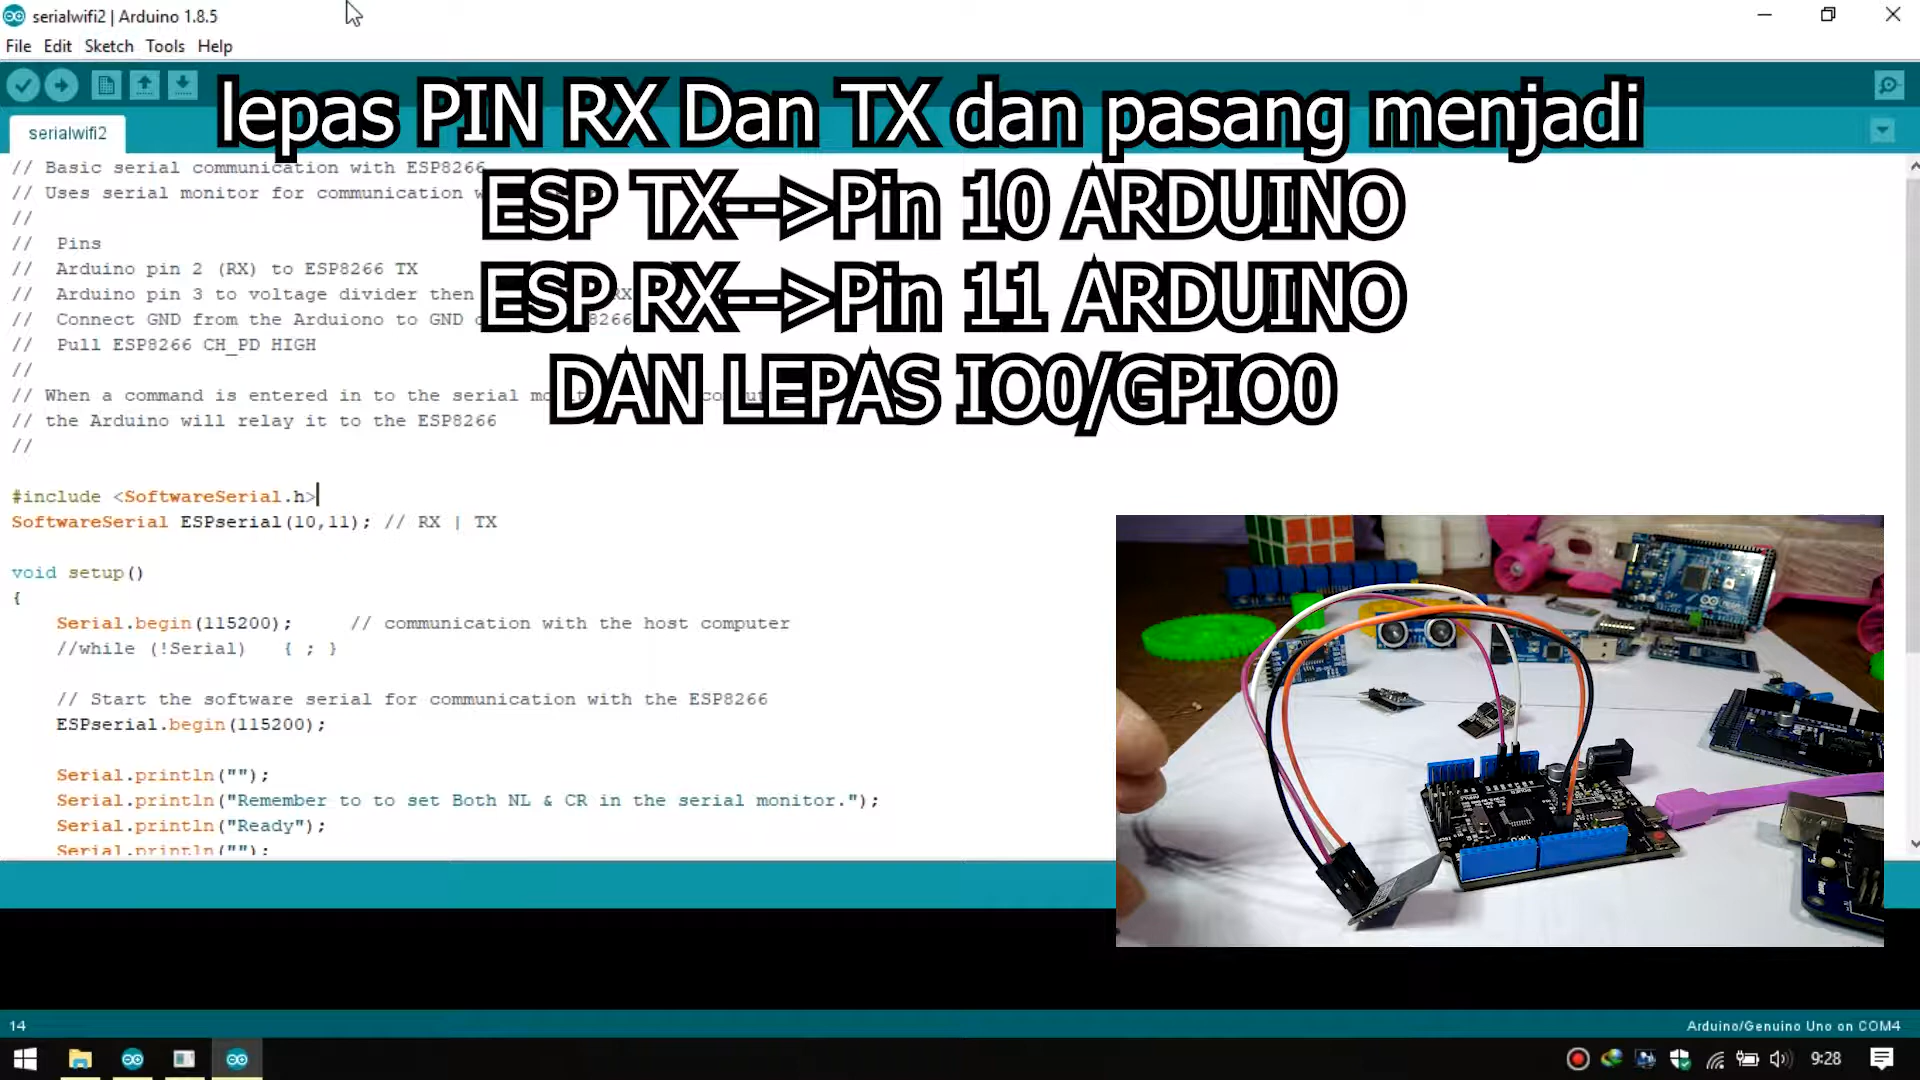 serialwifi2 | Arduino 1.8.5
File Edit Sketch Tools Help
serialwifi2
lepas PIN RX Dan TX dan pasang menjadi
ESP TX-->Pin 10 ARDUINO
ESP RX-->Pin 11 ARDUINO
DAN LEPAS IO0/GPIO0
// Basic serial communication with ESP8266
// Uses serial monitor for communication
//
// Pins
// Arduino pin 2 (RX) to ESP8266 TX
// Arduino pin 3 to voltage divider then RX
// Connect GND from the Arduiono to GND
// Pull ESP8266 CH_PD HIGH
//
// When a command is entered in to the serial
// the Arduino will relay it to the ESP8266
//
#include <SoftwareSerial.h>
SoftwareSerial ESPserial(10,11); // RX | TX
void setup()
{
Serial.begin(115200); // communication with the host computer
//while (!Serial) { ; }
// Start the software serial for communication with the ESP8266
ESPserial.begin(115200);
Serial.println("");
Serial.println("Remember to to set Both NL & CR in the serial monitor.");
Serial.println("Ready");
Serial.println("");
14
Arduino/Genuino Uno on COM4
9:28